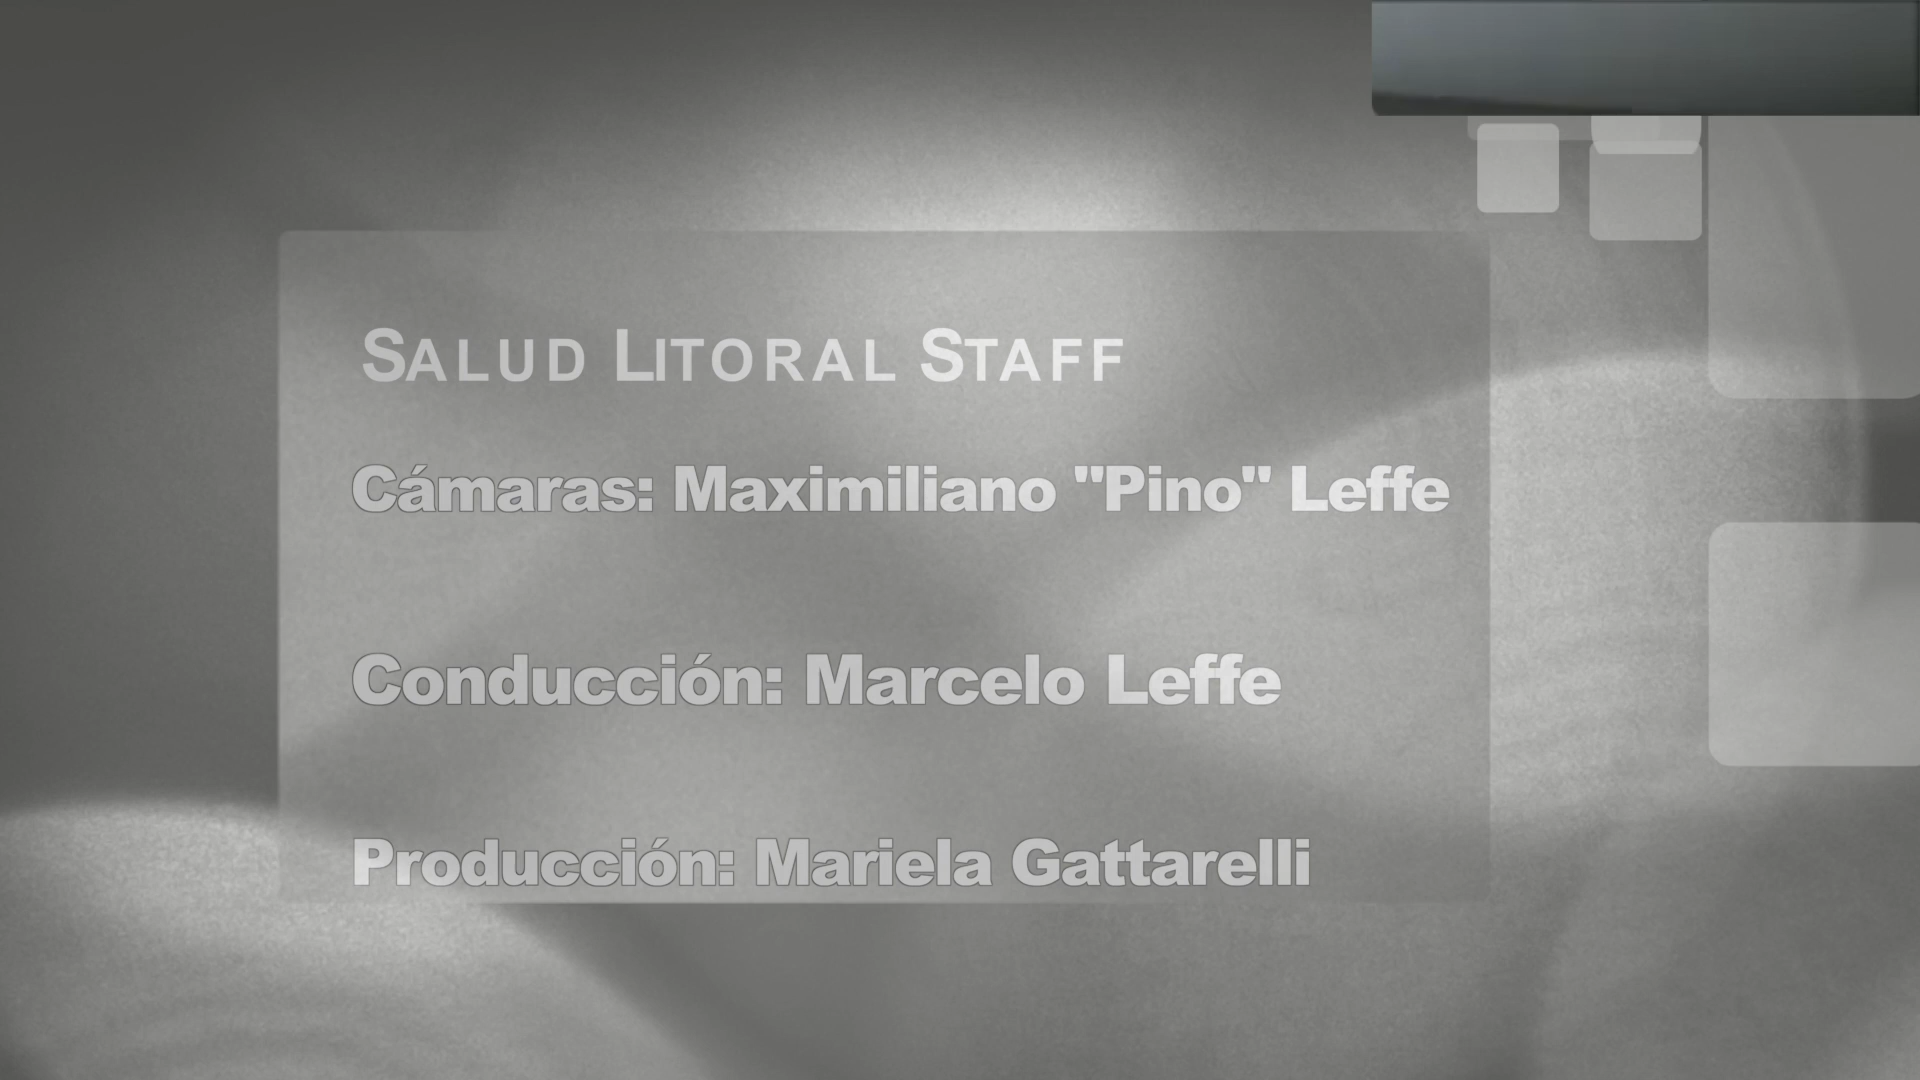 Salud Litoral Staff
Cámaras: Maximiliano "Pino" Leffe
Conducción: Marcelo Leffe
Producción: Mariela Gattarelli